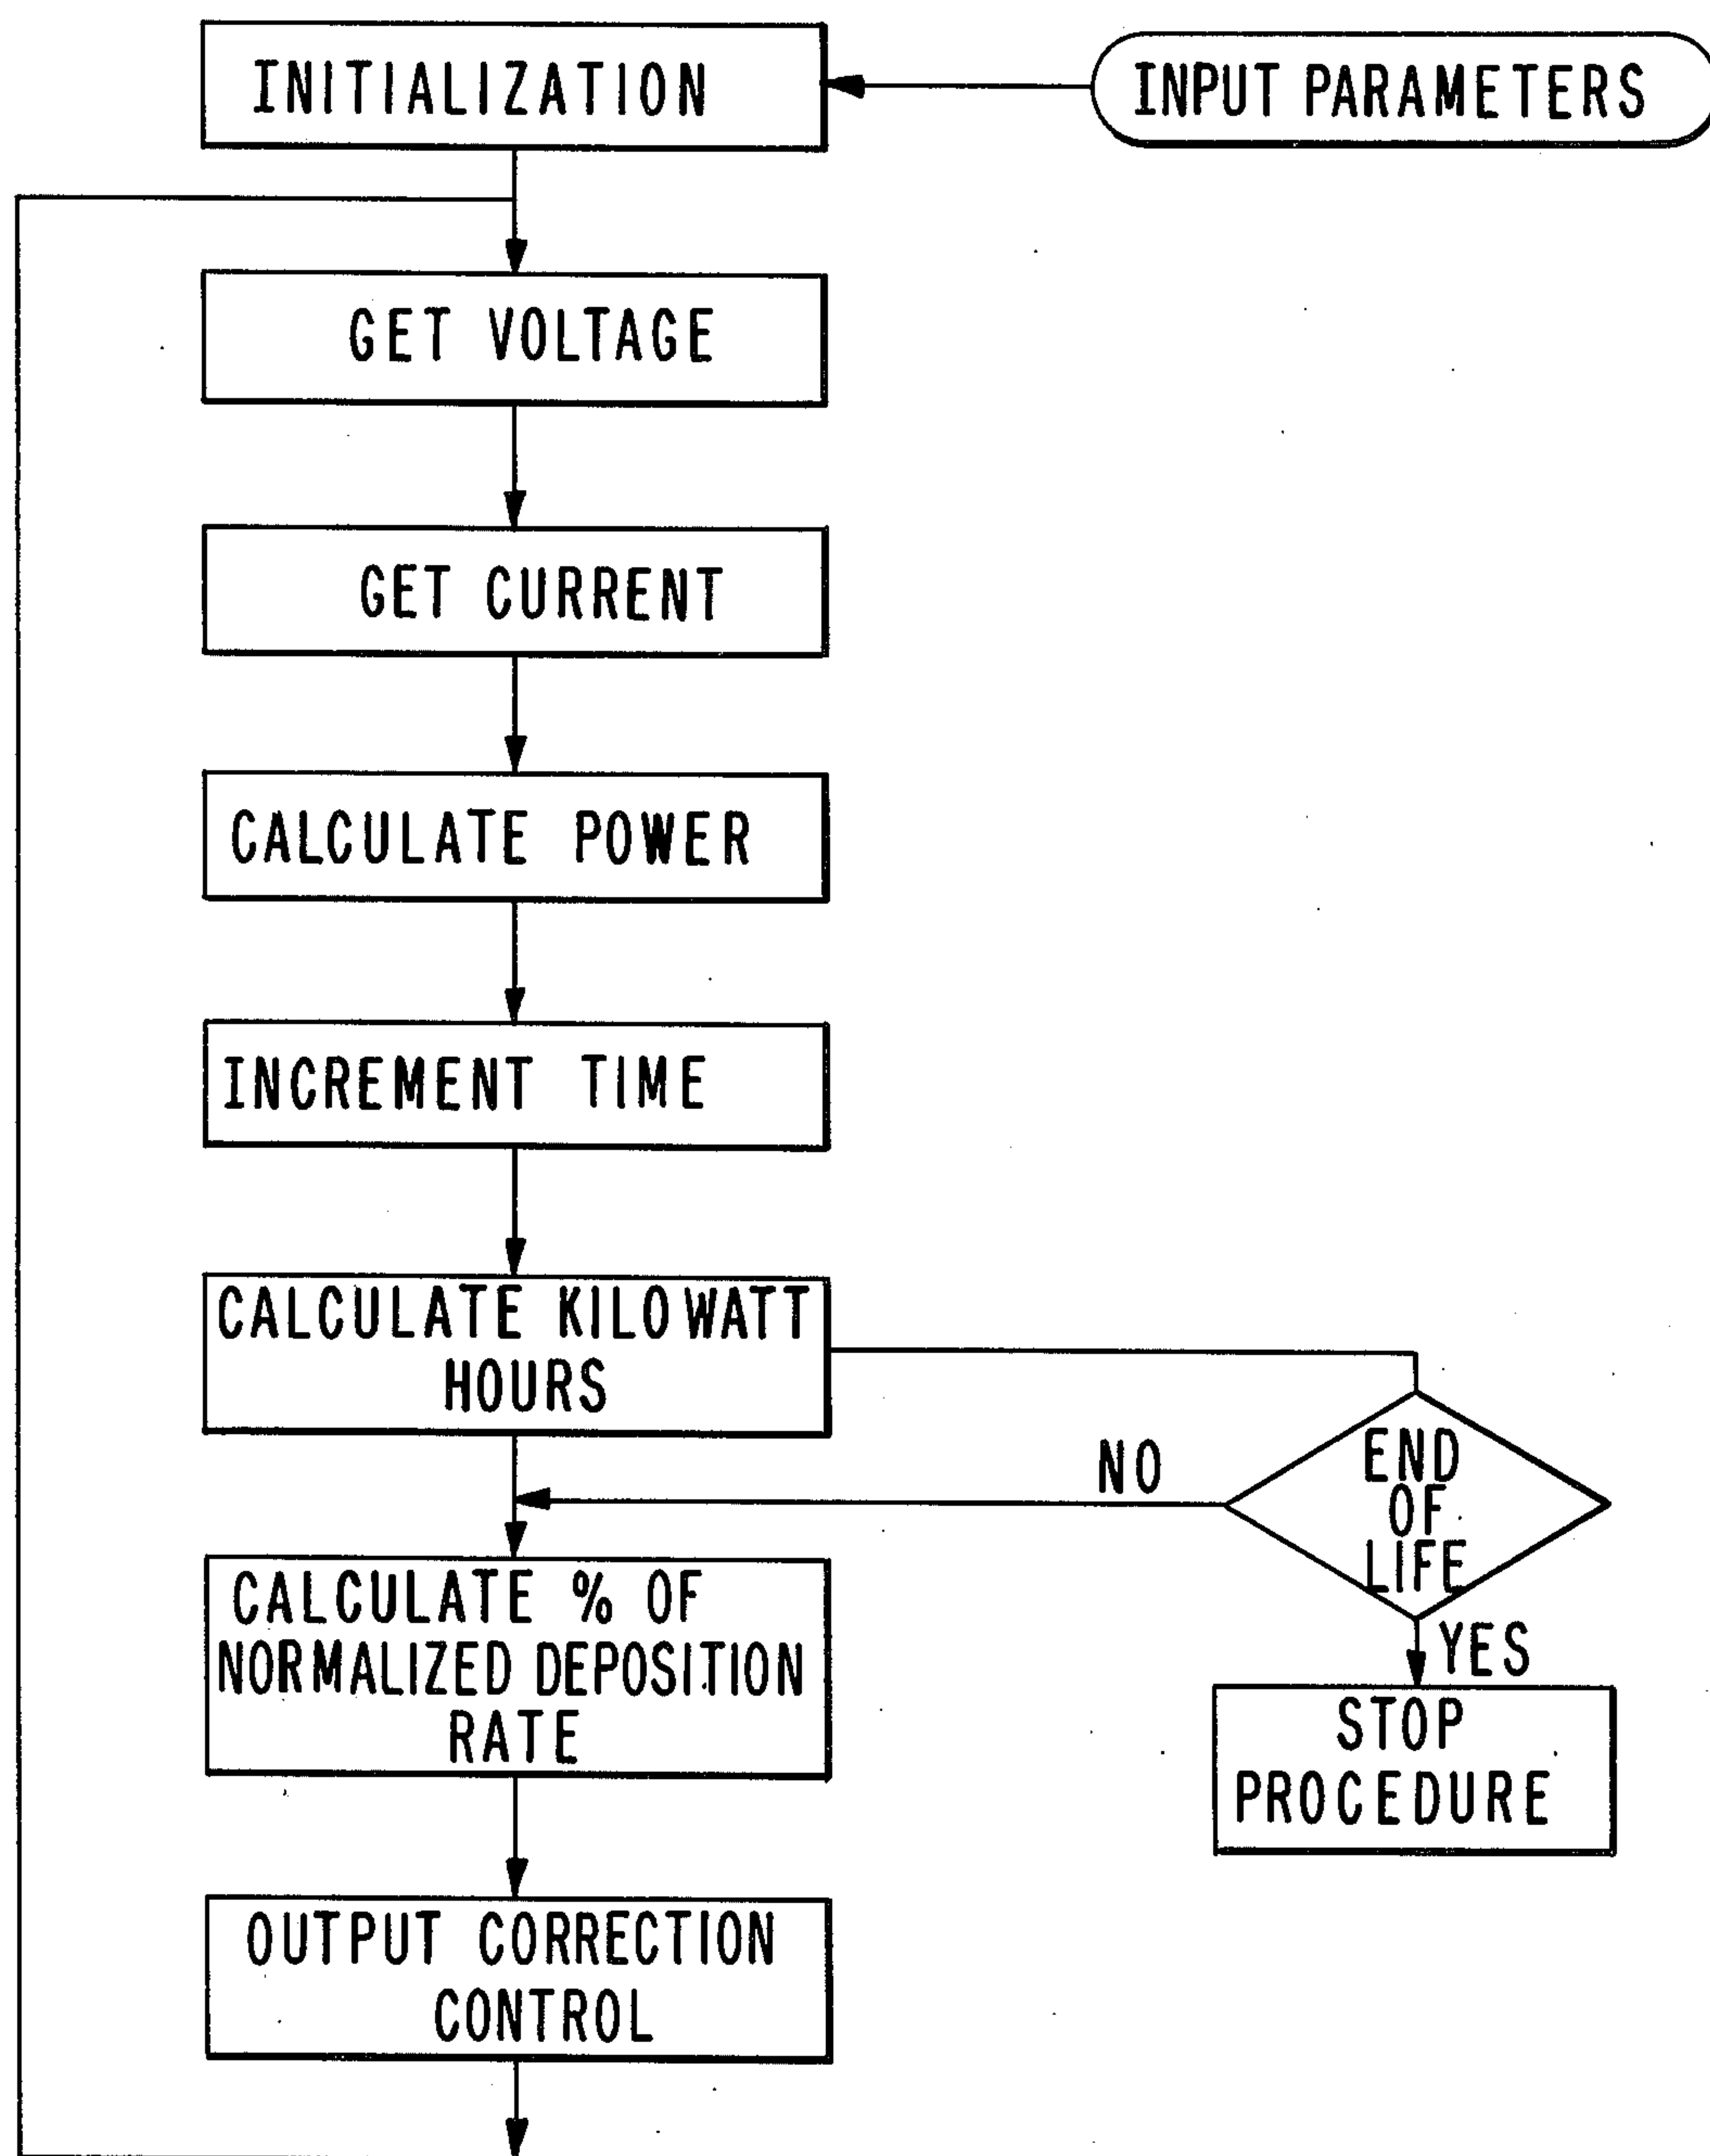 INITIALIZATION
INPUT PARAMETERS
GET VOLTAGE
GET CURRENT
CALCULATE POWER
INCREMENT TIME
CALCULATE KILOWATT
HOURS
NO
END
OF
LIFE
YES
CALCULATE % OF
NORMALIZED DEPOSITION
RATE
STOP
PROCEDURE
OUTPUT CORRECTION
CONTROL